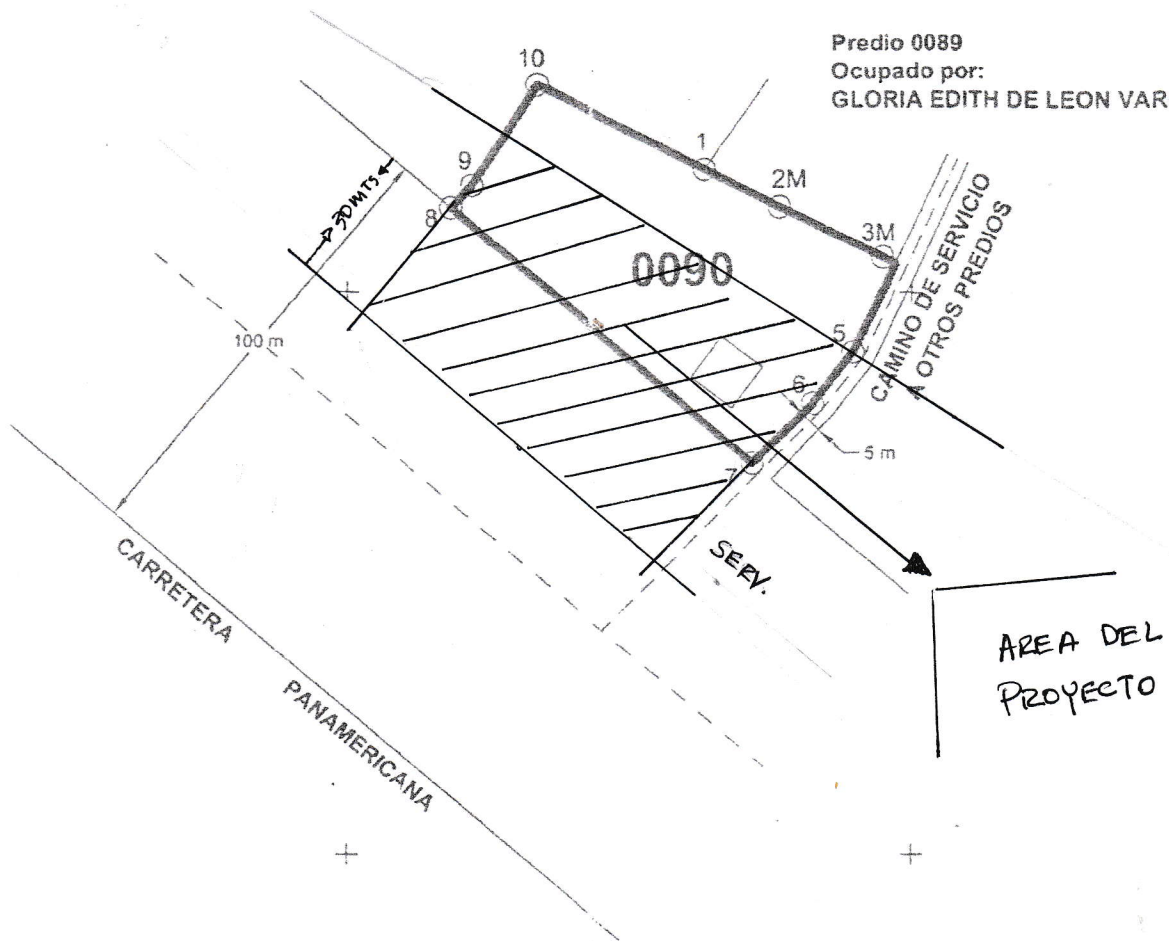 Predio 0089
Ocupado por:
GLORIA EDITH DE LEON VAR
10
1
9
2M
8
3M
30 MTS
0090
CAMINO DE SERVICIO
A OTROS PREDIOS
100 m
5
6
5 m
7
SERV.
CARRETERA
PANAMERICANA
AREA DEL
PROYECTO